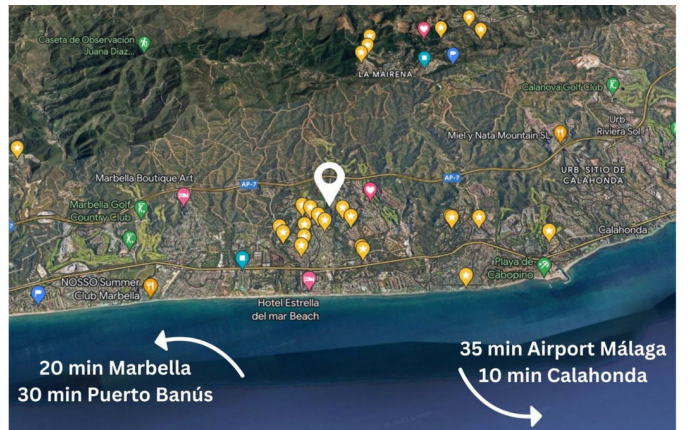 Caseta de Observación
Juana Díaz...
LA MAIRENA
Calanova Golf Club
Miel y Nata Mountain SL
Urb.
Riviera Sol
Marbella Boutique Art
AP-7
AP-7
URB. SITIO DE
CALAHONDA
Marbella Golf
Country Club
Calahonda
Playa de
Cabopino
NOSSO Summer
Club Marbella
Hotel Estrella
del mar Beach
20 min Marbella
30 min Puerto Banús
35 min Airport Málaga
10 min Calahonda